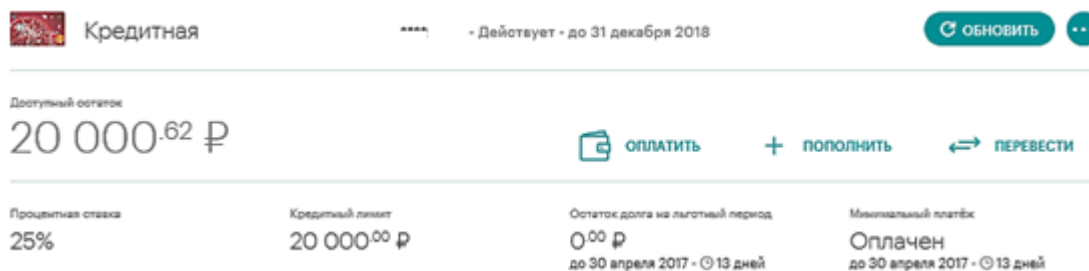 Кредитная
- Действует - до 31 декабря 2018
ОБНОВИТЬ
Доступный остаток
20 000.62 ₽
ОПЛАТИТЬ
ПОПОЛНИТЬ
ПЕРЕВЕСТИ
Процентная ставка
Кредитный лимит
Остаток долга на льготный период
Минимальный платёж
25%
20 000.00 ₽
0.00 ₽
Оплачен
до 30 апреля 2017 - 13 дней
до 30 апреля 2017 - 13 дней